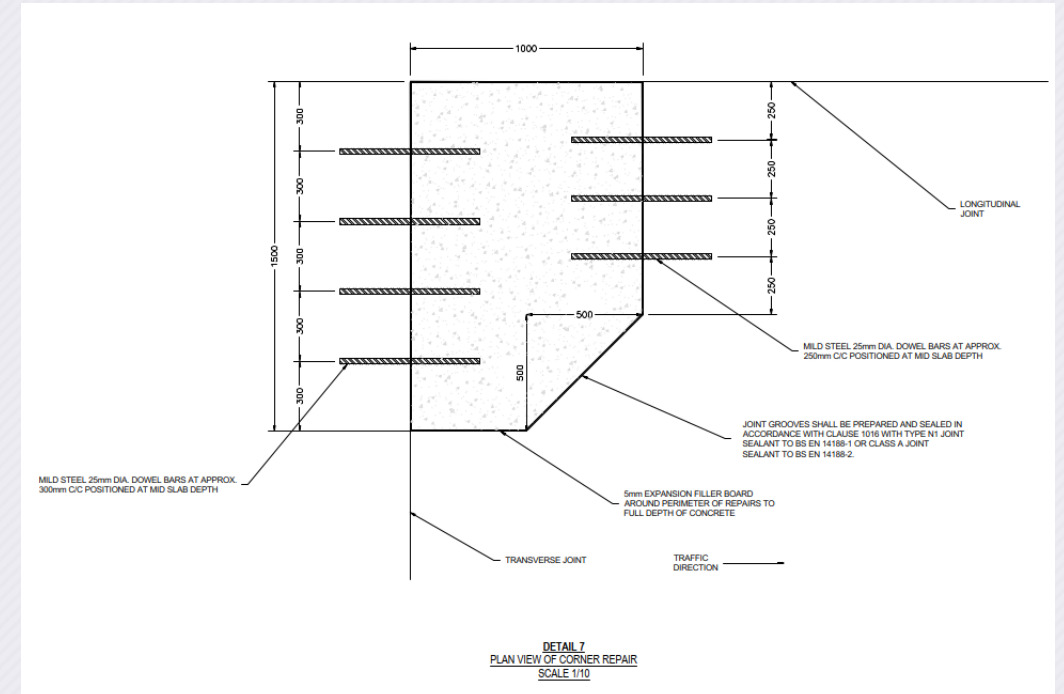 1000
300
300
300
300
300
1500
250
250
250
250
LONGITUDINAL
JOINT
500
500
MILD STEEL 25mm DIA. DOWEL BARS AT APPROX.
250mm C/C POSITIONED AT MID SLAB DEPTH
JOINT GROOVES SHALL BE PREPARED AND SEALED IN
ACCORDANCE WITH CLAUSE 1016 WITH TYPE N1 JOINT
SEALANT TO BS EN 14188-1 OR CLASS A JOINT
SEALANT TO BS EN 14188-2.
MILD STEEL 25mm DIA. DOWEL BARS AT APPROX.
300mm C/C POSITIONED AT MID SLAB DEPTH
5mm EXPANSION FILLER BOARD
AROUND PERIMETER OF REPAIRS TO
FULL DEPTH OF CONCRETE
TRANSVERSE JOINT
TRAFFIC
DIRECTION
DETAIL 7
PLAN VIEW OF CORNER REPAIR
SCALE 1/10